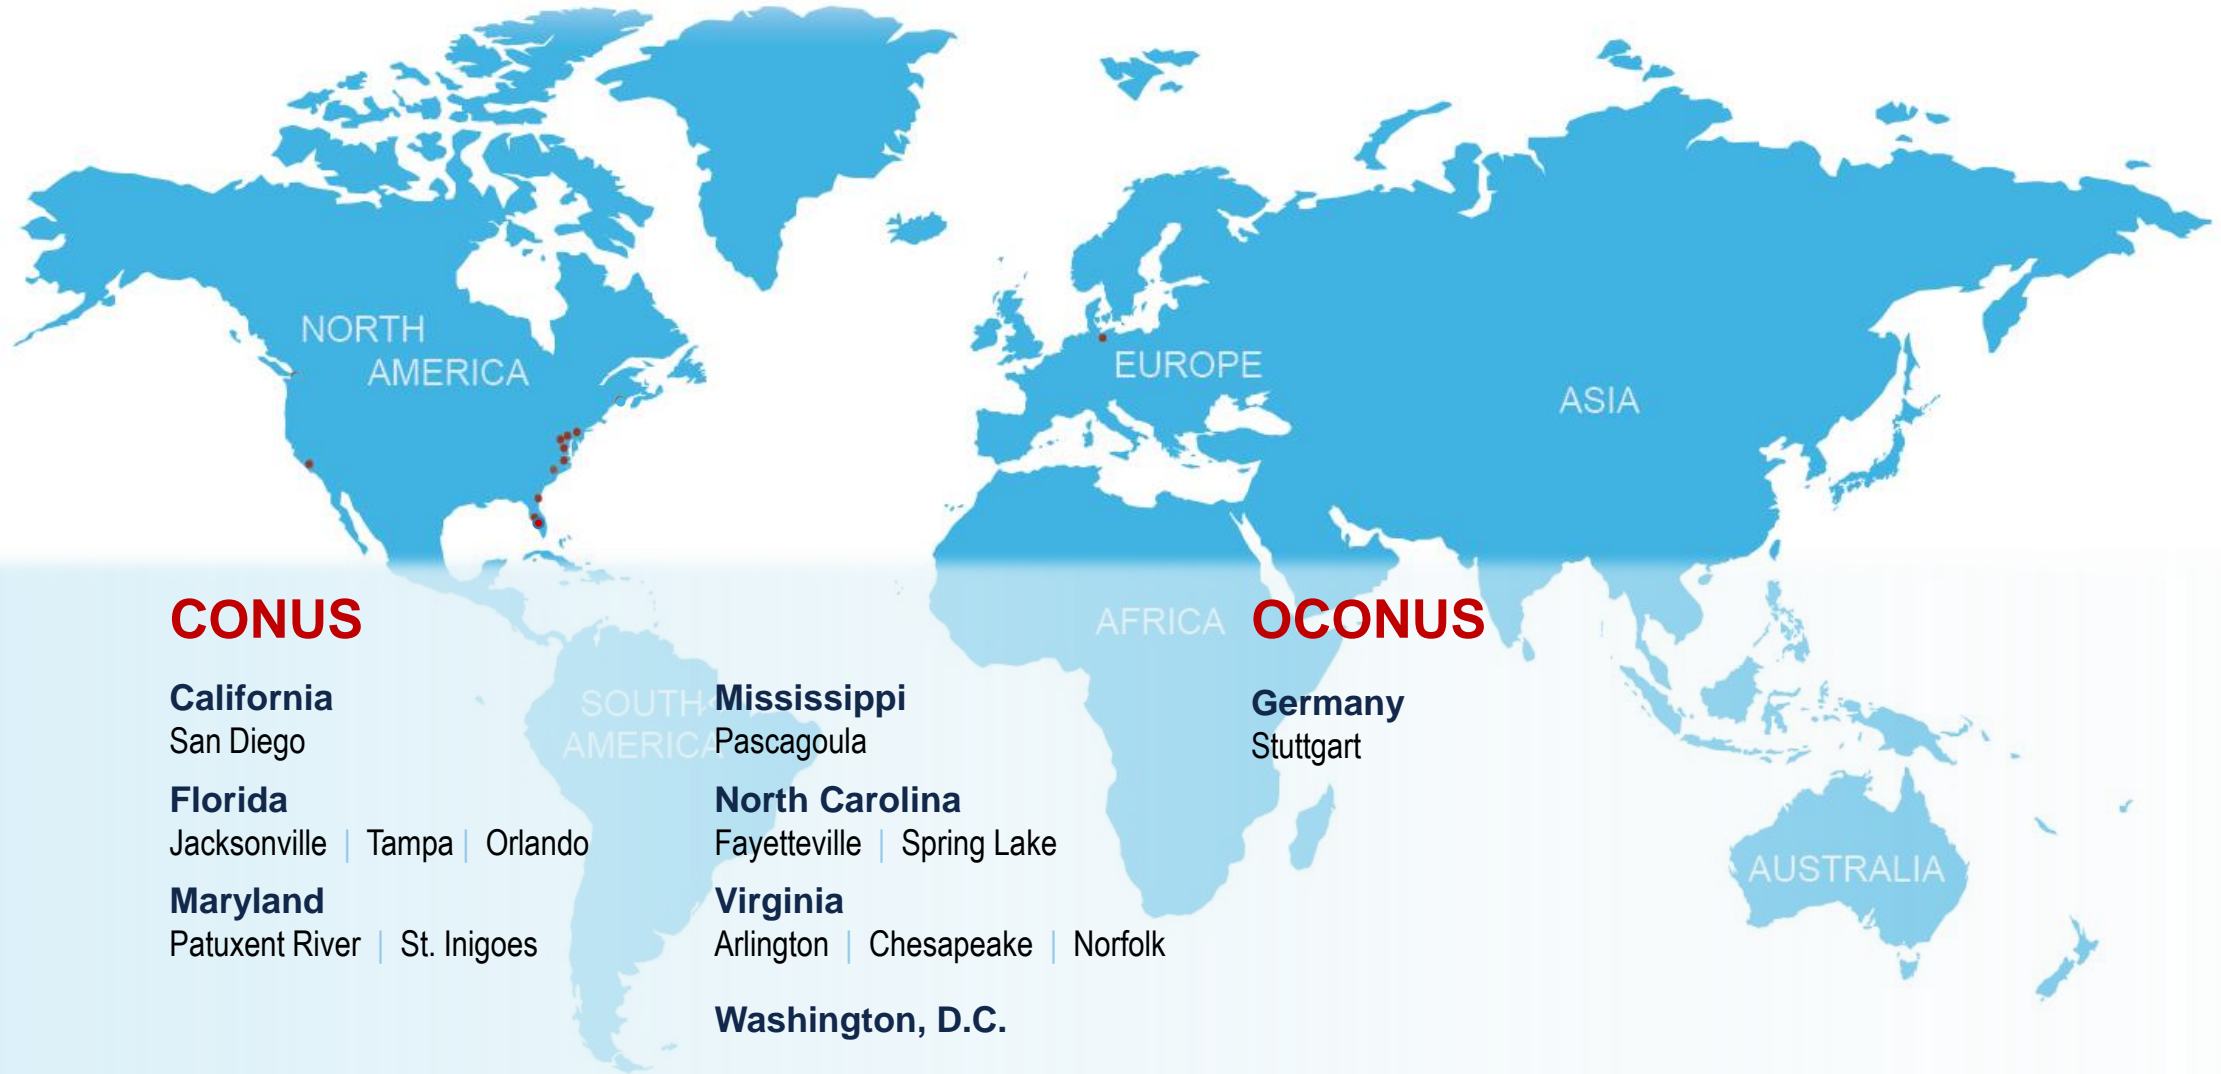 NORTH
AMERICA
EUROPE
ASIA
AFRICA
SOUTH
AMERICA
AUSTRALIA
CONUS
California
San Diego
Florida
Jacksonville | Tampa | Orlando
Maryland
Patuxent River | St. Inigoes
Mississippi
Pascagoula
North Carolina
Fayetteville | Spring Lake
Virginia
Arlington | Chesapeake | Norfolk
Washington, D.C.
OCONUS
Germany
Stuttgart